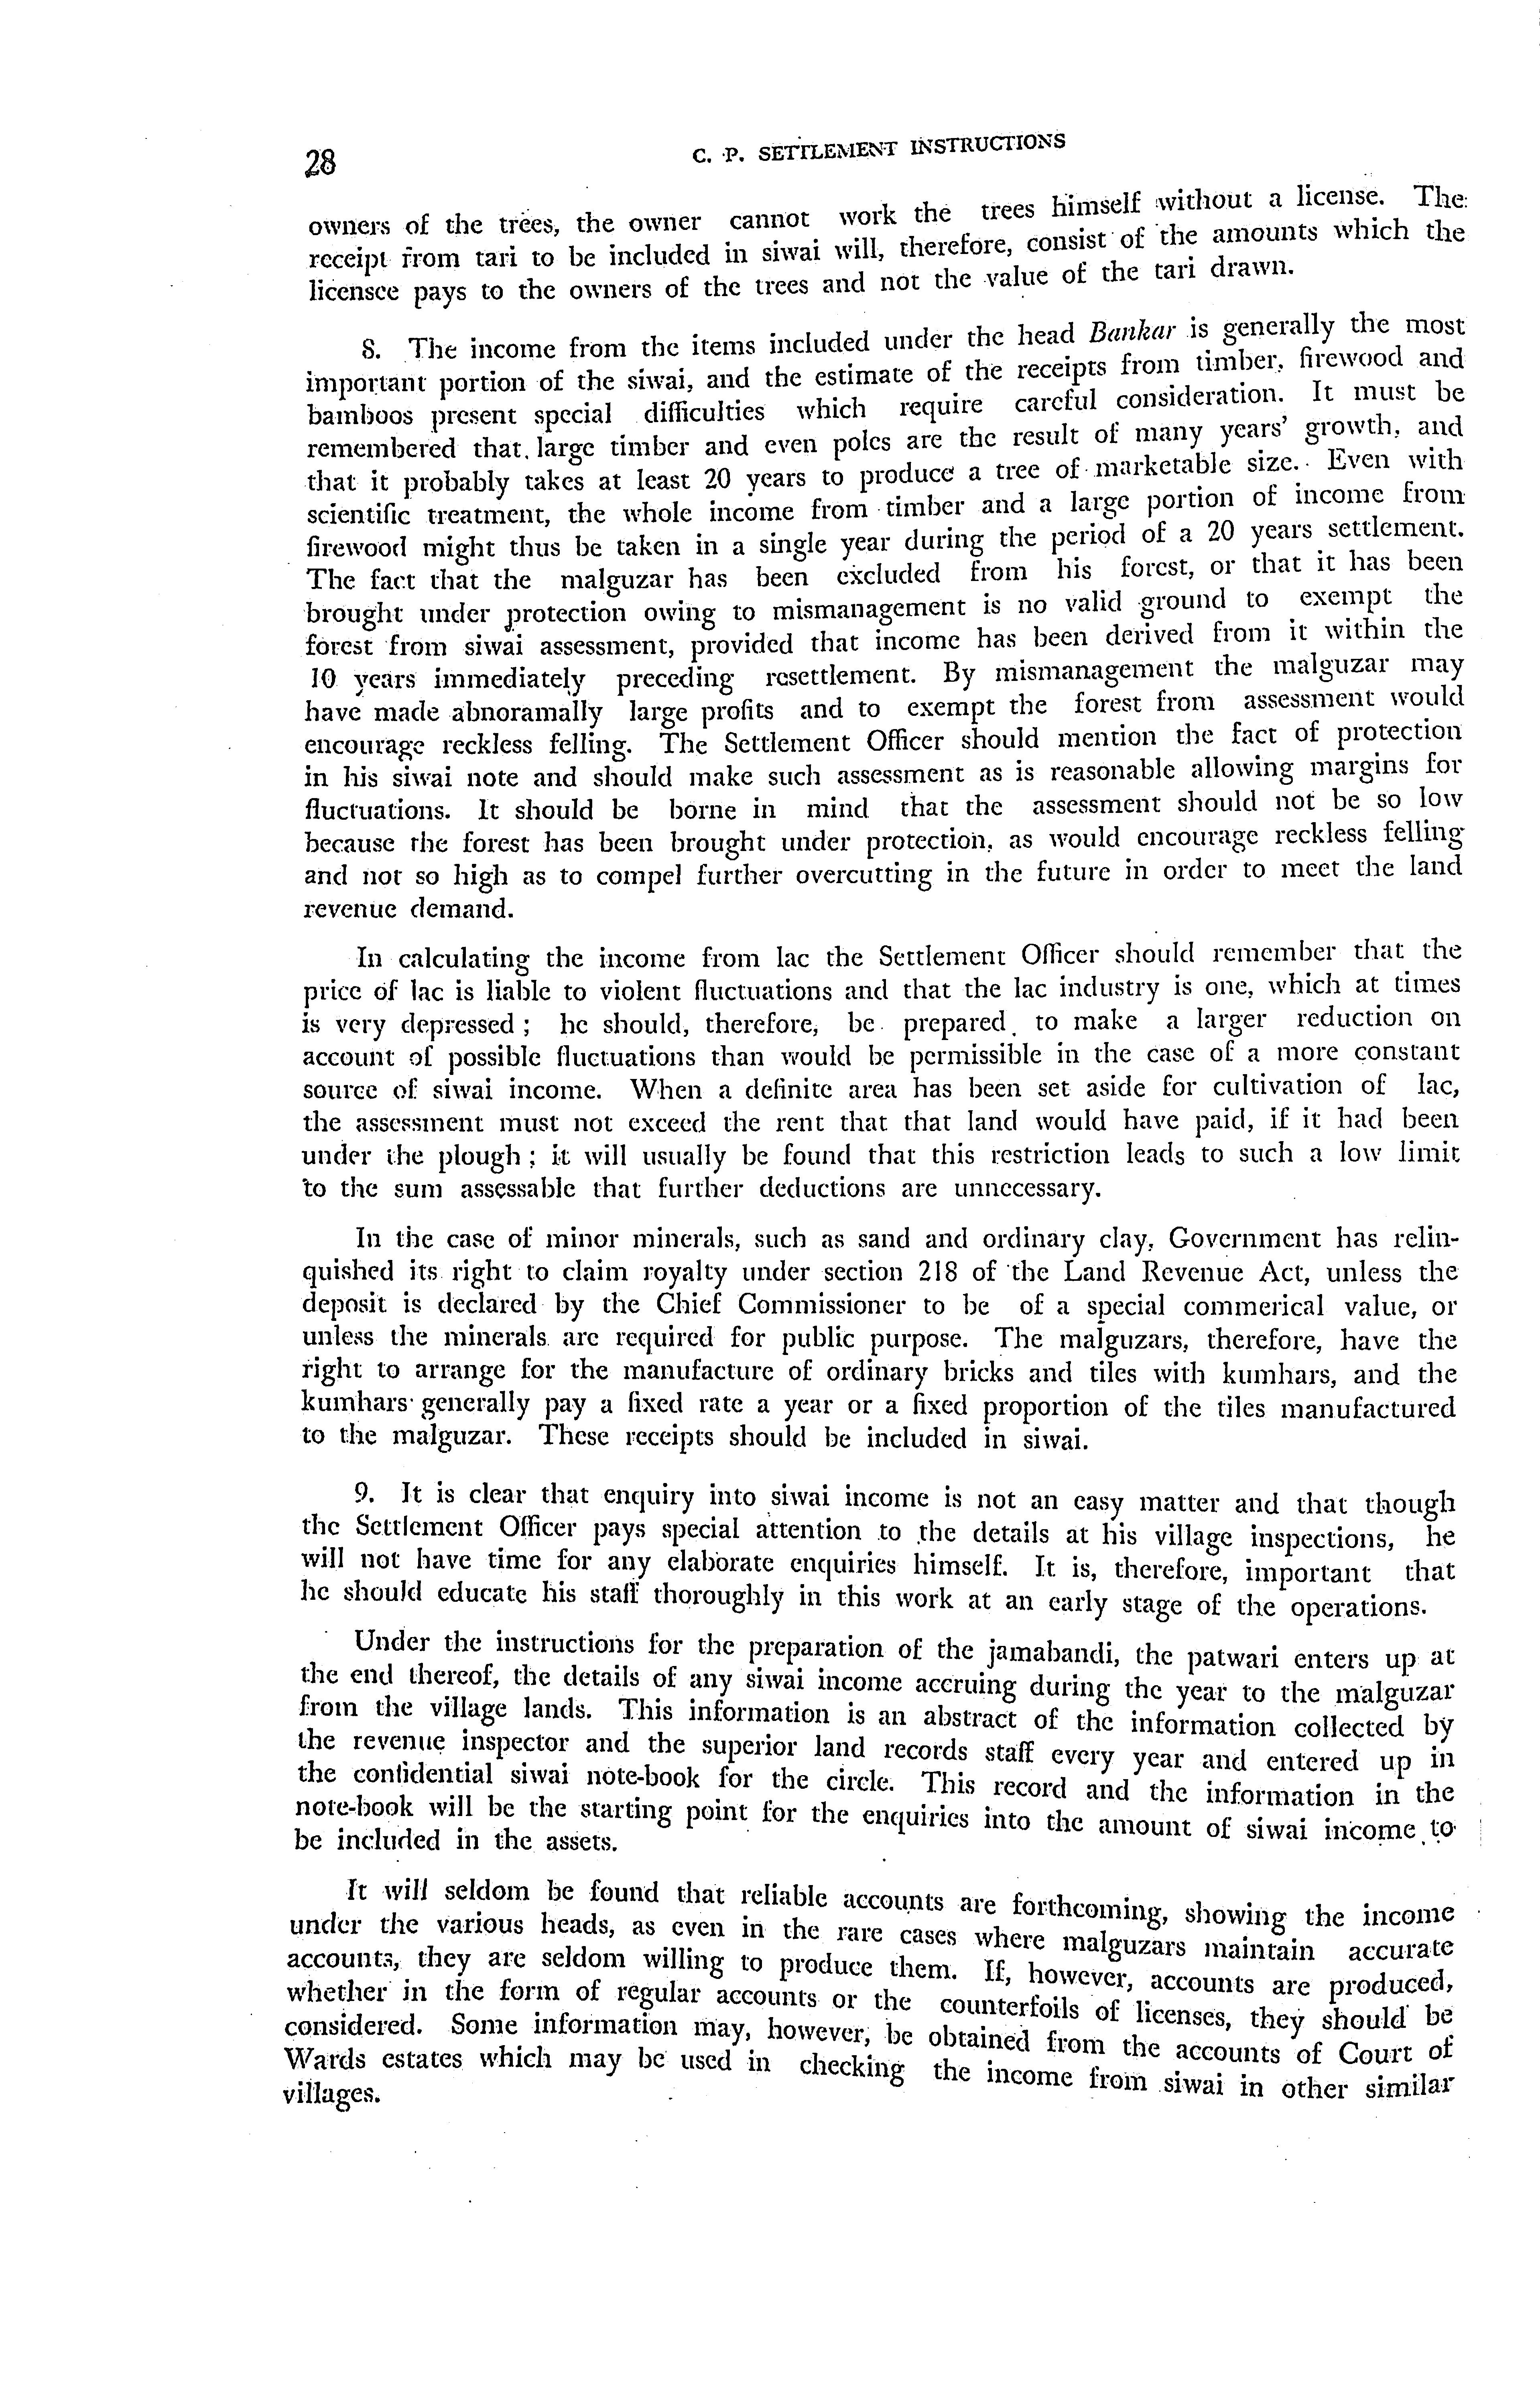 28
C. P. SETTLEMENT INSTRUCTIONS
owners of the trees, the owner cannot work the trees himself without a license. The
receipt from tari to be included in siwai will, therefore, consist of the amounts which the
licensee pays to the owners of the trees and not the value of the tari drawn.
8. The income from the items included under the head Bankar is generally the most
important portion of the siwai, and the estimate of the receipts from timber, firewood and
bamboos present special difficulties which require careful consideration. It must be
remembered that large timber and even poles are the result of many years' growth, and
that it probably takes at least 20 years to produce a tree of marketable size. Even with
scientific treatment, the whole income from timber and a large portion of income from
firewood might thus be taken in a single year during the period of a 20 years settlement.
The fact that the malguzar has been excluded from his forest, or that it has been
brought under protection owing to mismanagement is no valid ground to exempt the
forest from siwai assessment, provided that income has been derived from it within the
10 years immediately preceding resettlement. By mismanagement the malguzar may
have made abnoramally large profits and to exempt the forest from assessment would
encourage reckless felling. The Settlement Officer should mention the fact of protection
in his siwai note and should make such assessment as is reasonable allowing margins for
fluctuations. It should be borne in mind that the assessment should not be so low
because the forest has been brought under protection, as would encourage reckless felling
and not so high as to compel further overcutting in the future in order to meet the land
revenue demand.
In calculating the income from lac the Settlement Officer should remember that the
price of lac is liable to violent fluctuations and that the lac industry is one, which at times
is very depressed ; he should, therefore, be prepared to make a larger reduction on
account of possible fluctuations than would be permissible in the case of a more constant
source of siwai income. When a definite area has been set aside for cultivation of lac,
the assessment must not exceed the rent that that land would have paid, if it had been
under the plough ; it will usually be found that this restriction leads to such a low limit
to the sum assessable that further deductions are unnecessary.
In the case of minor minerals, such as sand and ordinary clay, Government has relin-
quished its right to claim royalty under section 218 of the Land Revenue Act, unless the
deposit is declared by the Chief Commissioner to be of a special commerical value, or
unless the minerals are required for public purpose. The malguzars, therefore, have the
right to arrange for the manufacture of ordinary bricks and tiles with kumhars, and the
kumhars generally pay a fixed rate a year or a fixed proportion of the tiles manufactured
to the malguzar. These receipts should be included in siwai.
9. It is clear that enquiry into siwai income is not an easy matter and that though
the Settlement Officer pays special attention to the details at his village inspections, he
will not have time for any elaborate enquiries himself. It is, therefore, important that
he should educate his staff thoroughly in this work at an early stage of the operations.
Under the instructions for the preparation of the jamabandi, the patwari enters up at
the end thereof, the details of any siwai income accruing during the year to the malguzar
from the village lands. This information is an abstract of the information collected by
the revenue inspector and the superior land records staff every year and entered up in
the confidential siwai note-book for the circle. This record and the information in the
note-book will be the starting point for the enquiries into the amount of siwai income to
be included in the assets.
It will seldom be found that reliable accounts are forthcoming, showing the income
under the various heads, as even in the rare cases where malguzars maintain accurate
accounts, they are seldom willing to produce them. If, however, accounts are produced,
whether in the form of regular accounts or the counterfoils of licenses, they should be
considered. Some information may, however, be obtained from the accounts of Court of
Wards estates which may be used in checking the income from siwai in other similar
villages.